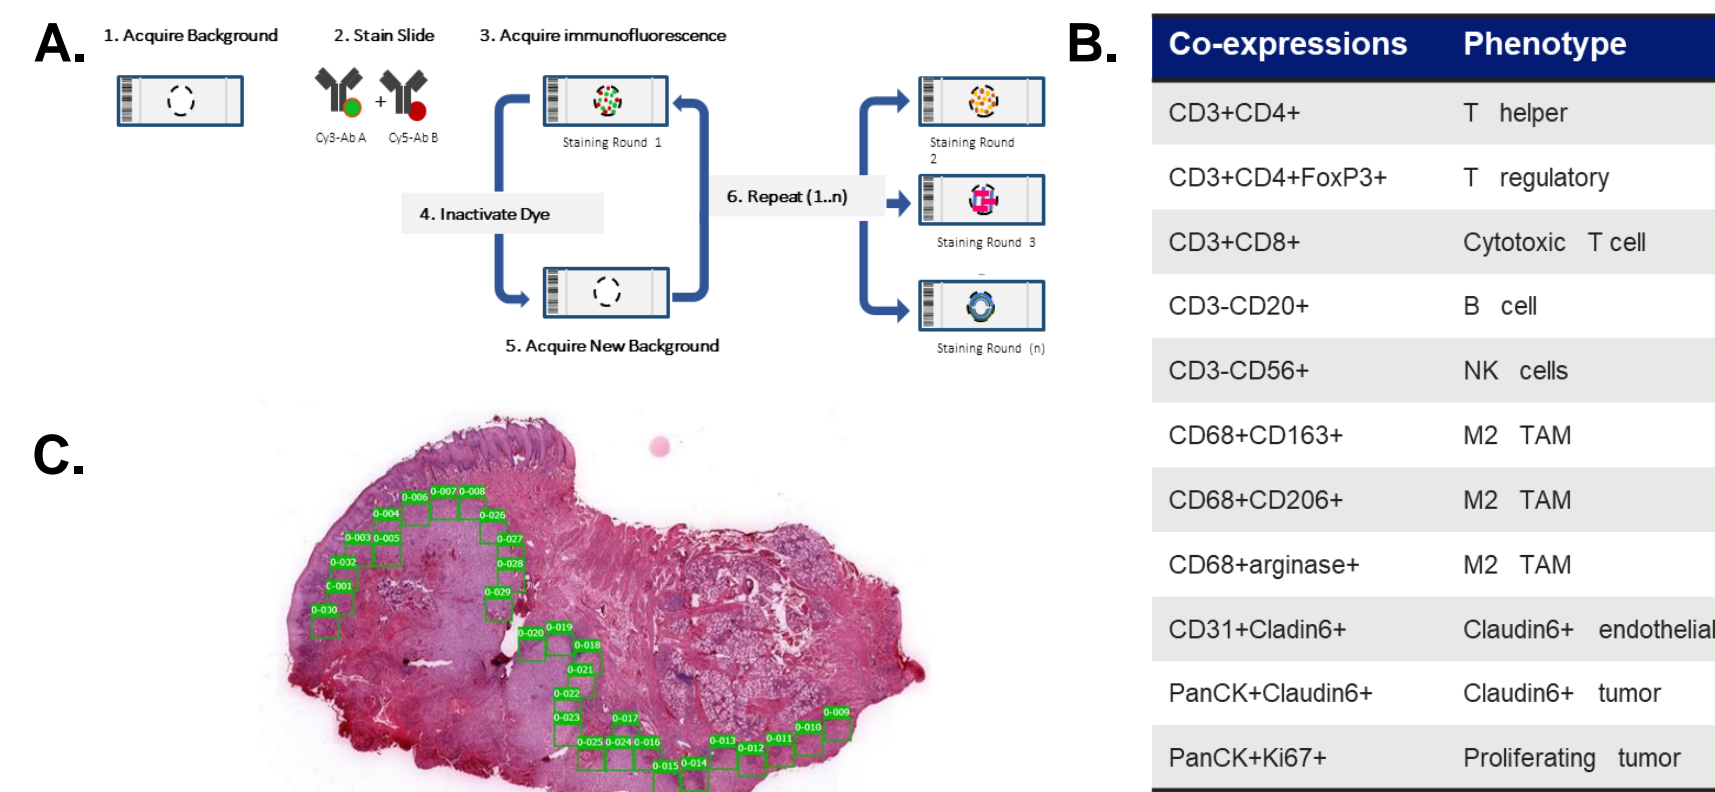 A.
1. Acquire Background
2. Stain Slide
3. Acquire immunofluorescence
+
Cy3-Ab A
Cy5-Ab B
Staining Round 1
4. Inactivate Dye
5. Acquire New Background
6. Repeat (1..n)
Staining Round
2
Staining Round 3
Staining Round (n)
B.
Co-expressions Phenotype
CD3+CD4+ T helper
CD3+CD4+FoxP3+ T regulatory
CD3+CD8+ Cytotoxic T cell
CD3-CD20+ B cell
CD3-CD56+ NK cells
CD68+CD163+ M2 TAM
CD68+CD206+ M2 TAM
CD68+arginase+ M2 TAM
CD31+Cladin6+ Claudin6+ endothelial
PanCK+Claudin6+ Claudin6+ tumor
PanCK+Ki67+ Proliferating tumor
C.
0-006 0-007 0-008
0-004
0-026
0-003 0-005
0-027
0-002
0-028
0-001
0-029
0-000
0-020 0-019
0-018
0-021
0-022
0-023
0-017
0-009
0-010
0-025 0-024 0-016
0-013
0-012
0-011
0-015 0-014